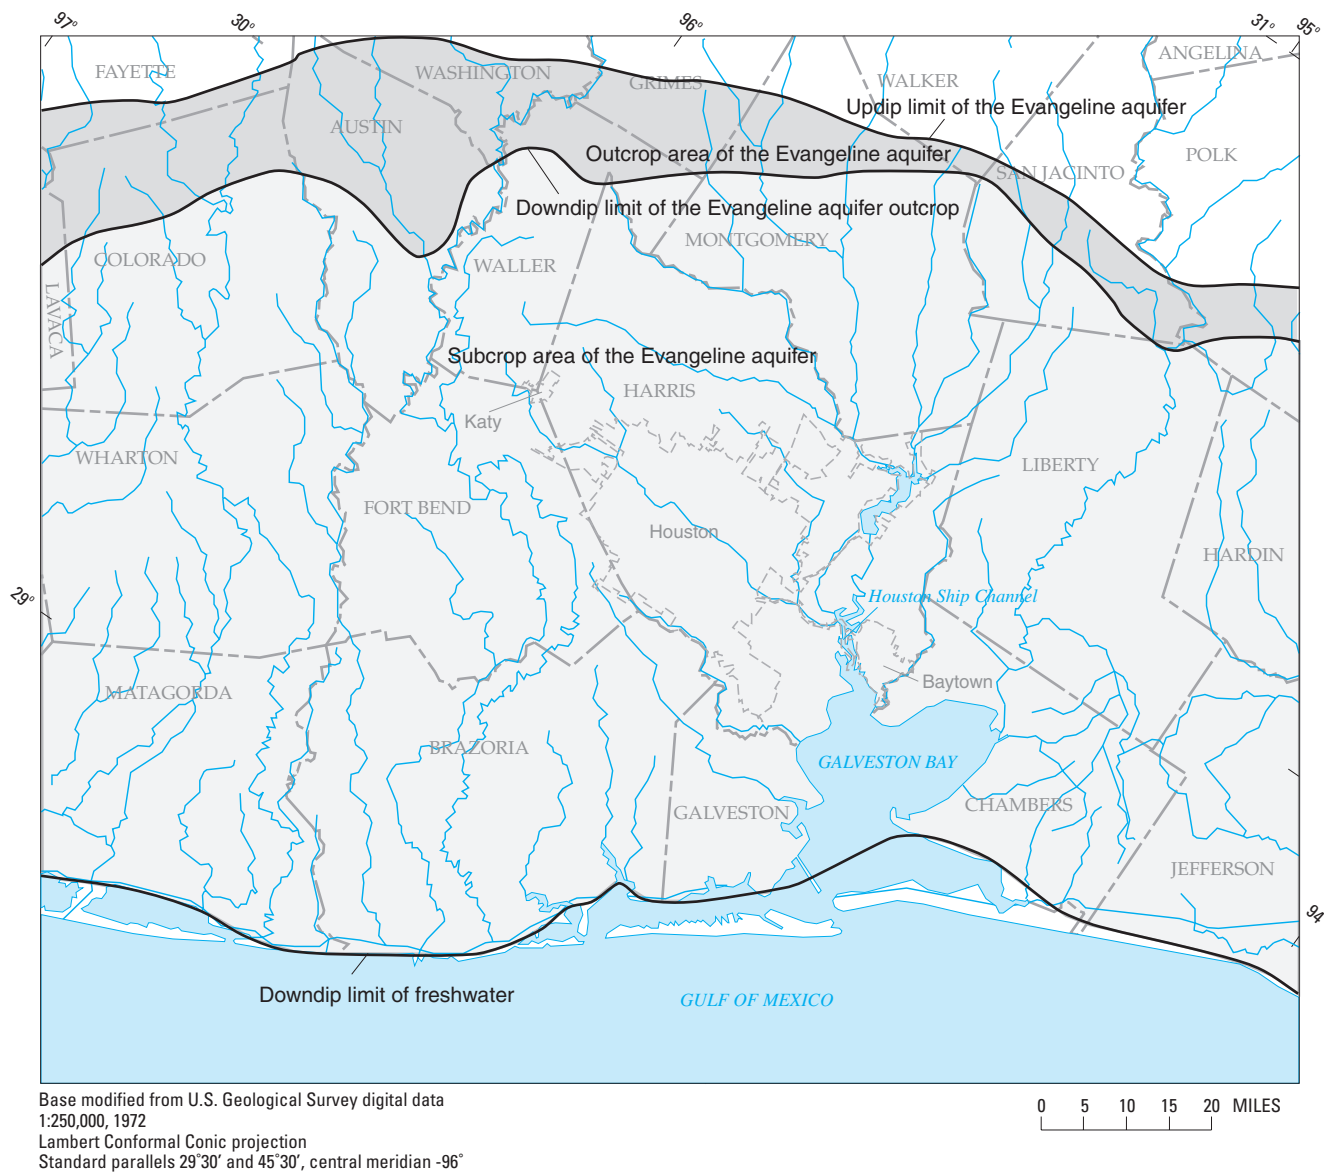 97°
30°
96°
31°
95°
ANGELINA
FAYETTE
WASHINGTON
GRIMES
WALKER
Updip limit of the Evangeline aquifer
AUSTIN
Outcrop area of the Evangeline aquifer
POLK
SAN JACINTO
Downdip limit of the Evangeline aquifer outcrop
MONTGOMERY
COLORADO
WALLER
LAVACA
Subcrop area of the Evangeline aquifer
HARRIS
Katy
WHARTON
LIBERTY
FORT BEND
Houston
HARDIN
29°
Houston Ship Channel
Baytown
MATAGORDA
BRAZORIA
GALVESTON BAY
CHAMBERS
GALVESTON
JEFFERSON
94
Downdip limit of freshwater
GULF OF MEXICO
Base modified from U.S. Geological Survey digital data
1:250,000, 1972
Lambert Conformal Conic projection
Standard parallels 29°30′ and 45°30′, central meridian -96°
0 5 10 15 20 MILES